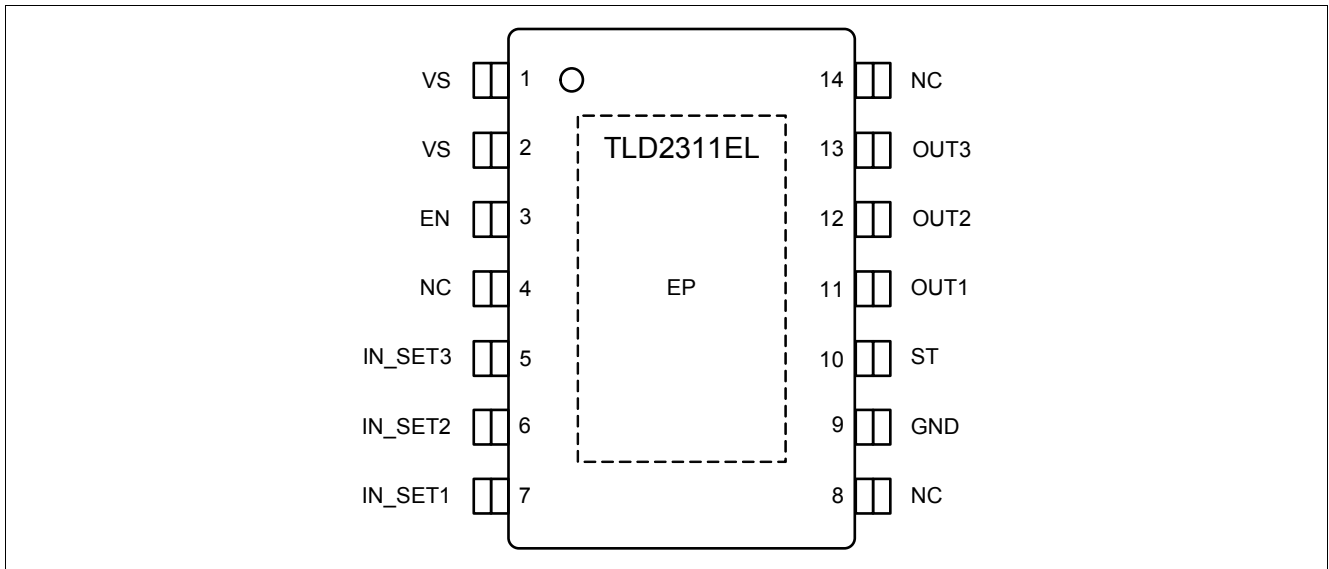 VS 1 14 NC
VS 2 TLD2311EL 13 OUT3
EN 3 12 OUT2
NC 4 EP 11 OUT1
IN_SET3 5 10 ST
IN_SET2 6 9 GND
IN_SET1 7 8 NC